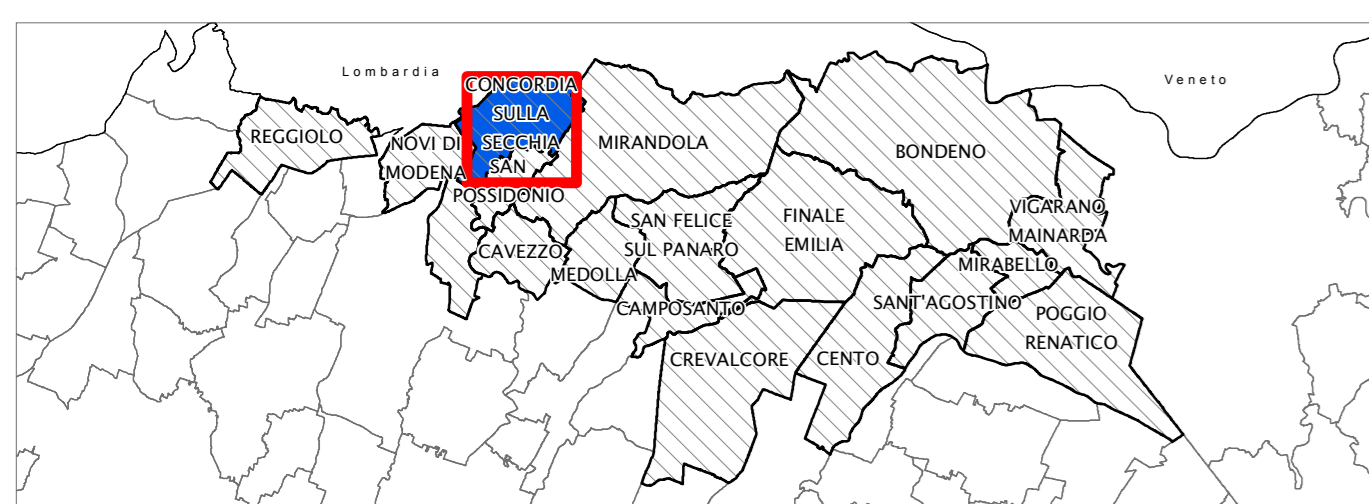 Lombardia
Veneto
CONCORDIA
SULLA
SECCHIA
REGGIOLO
NOVI DI
MODENA
SAN
POSSIDONIO
MIRANDOLA
BONDENO
CAVEZZO
MEDOLLA
SAN FELICE
SUL PANARO
FINALE
EMILIA
VIGARANO
MAINARDA
CAMPOSANTO
SANT'AGOSTINO
MIRABELLO
POGGIO
RENATICO
CREVALCORE
CENTO